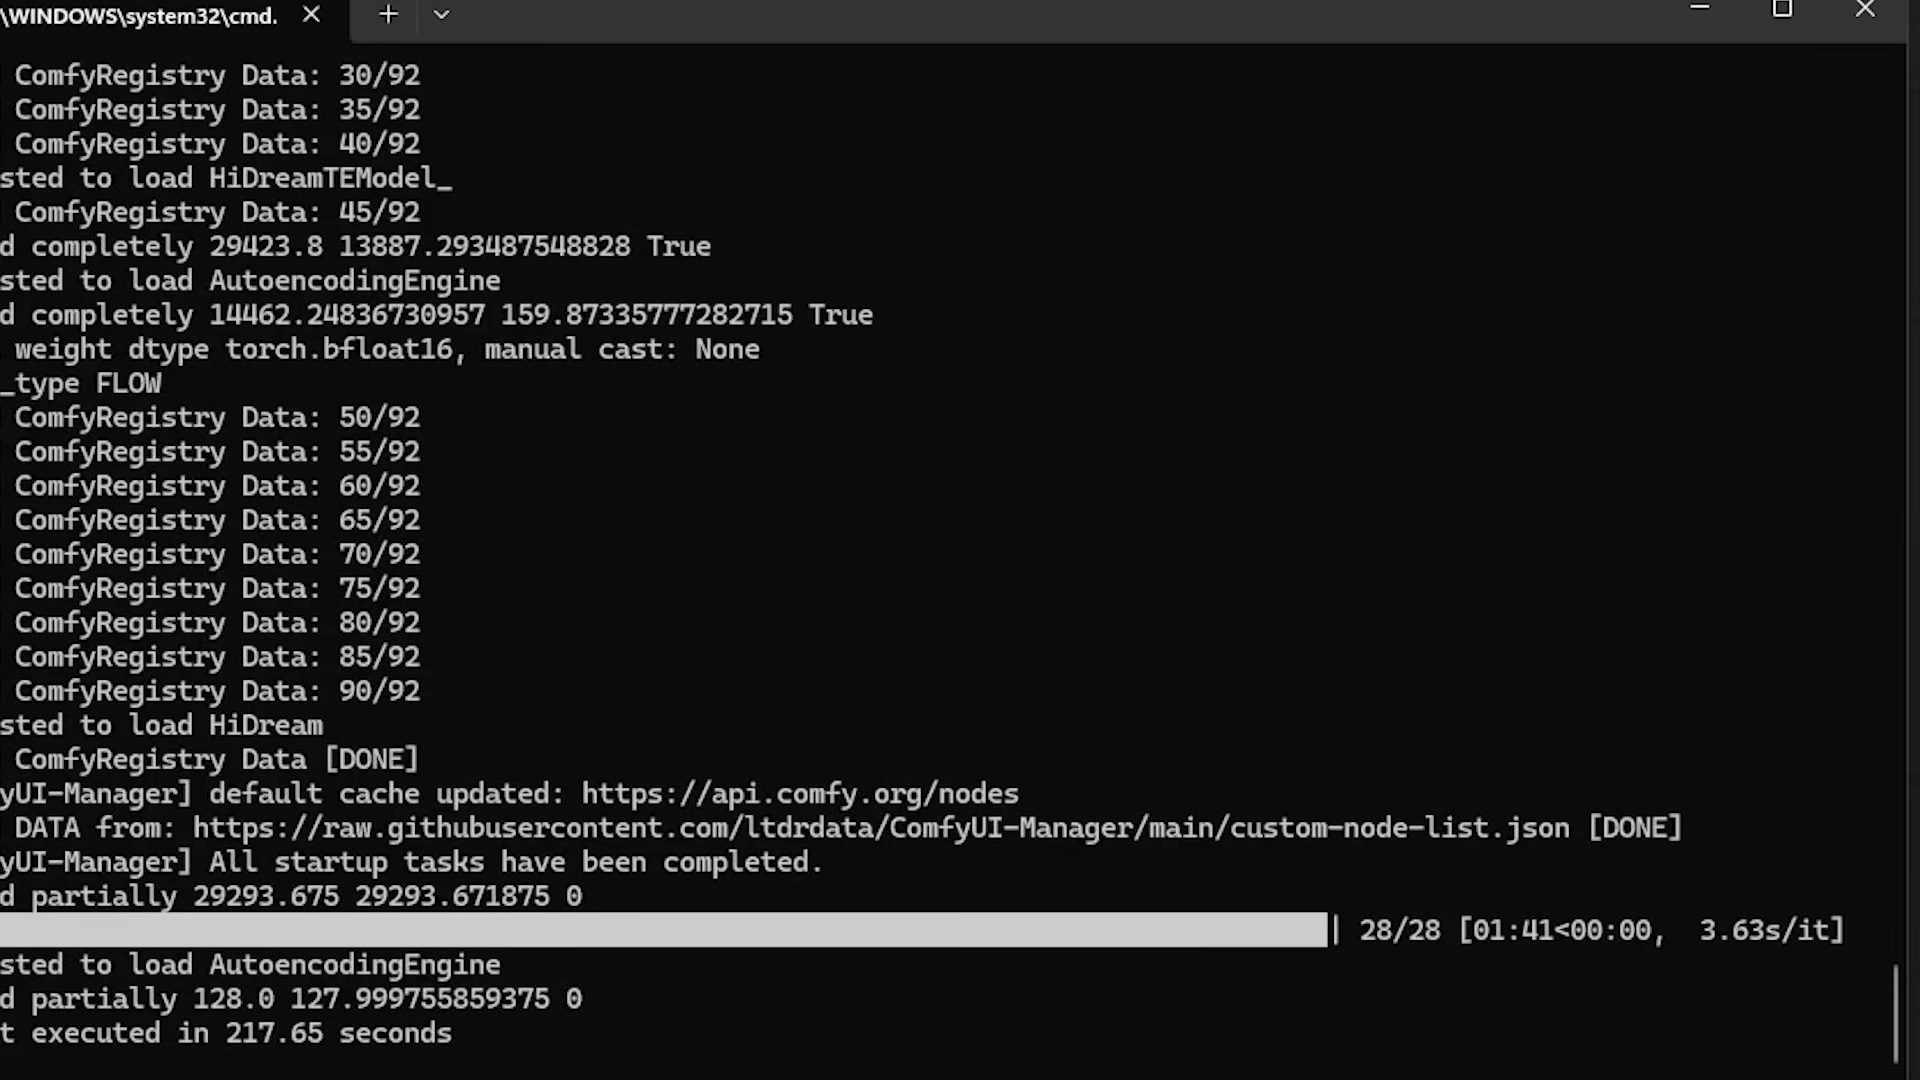 \WINDOWS\system32\cmd.
ComfyRegistry Data: 30/92
ComfyRegistry Data: 35/92
ComfyRegistry Data: 40/92
sted to load HiDreamTEModel_
ComfyRegistry Data: 45/92
d completely 29423.8 13887.293487548828 True
sted to load AutoencodingEngine
d completely 14462.24836730957 159.87335777282715 True
weight dtype torch.bfloat16, manual cast: None
_type FLOW
ComfyRegistry Data: 50/92
ComfyRegistry Data: 55/92
ComfyRegistry Data: 60/92
ComfyRegistry Data: 65/92
ComfyRegistry Data: 70/92
ComfyRegistry Data: 75/92
ComfyRegistry Data: 80/92
ComfyRegistry Data: 85/92
ComfyRegistry Data: 90/92
sted to load HiDream
ComfyRegistry Data [DONE]
yUI-Manager] default cache updated: https://api.comfy.org/nodes
DATA from: https://raw.githubusercontent.com/ltdrdata/ComfyUI-Manager/main/custom-node-list.json [DONE]
yUI-Manager] All startup tasks have been completed.
d partially 29293.675 29293.671875 0
| 28/28 [01:41<00:00, 3.63s/it]
sted to load AutoencodingEngine
d partially 128.0 127.999755859375 0
t executed in 217.65 seconds